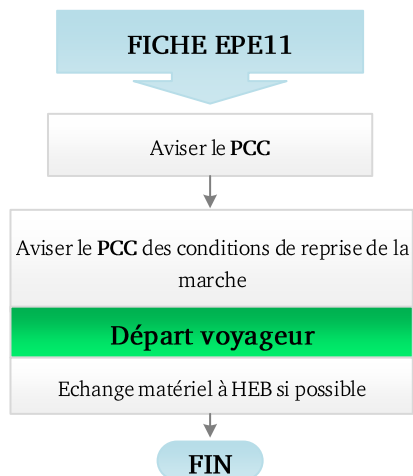 FICHE EPE11
Aviser le PCC
Aviser le PCC des conditions de reprise de la
marche
Départ voyageur
Echange matériel à HEB si possible
FIN